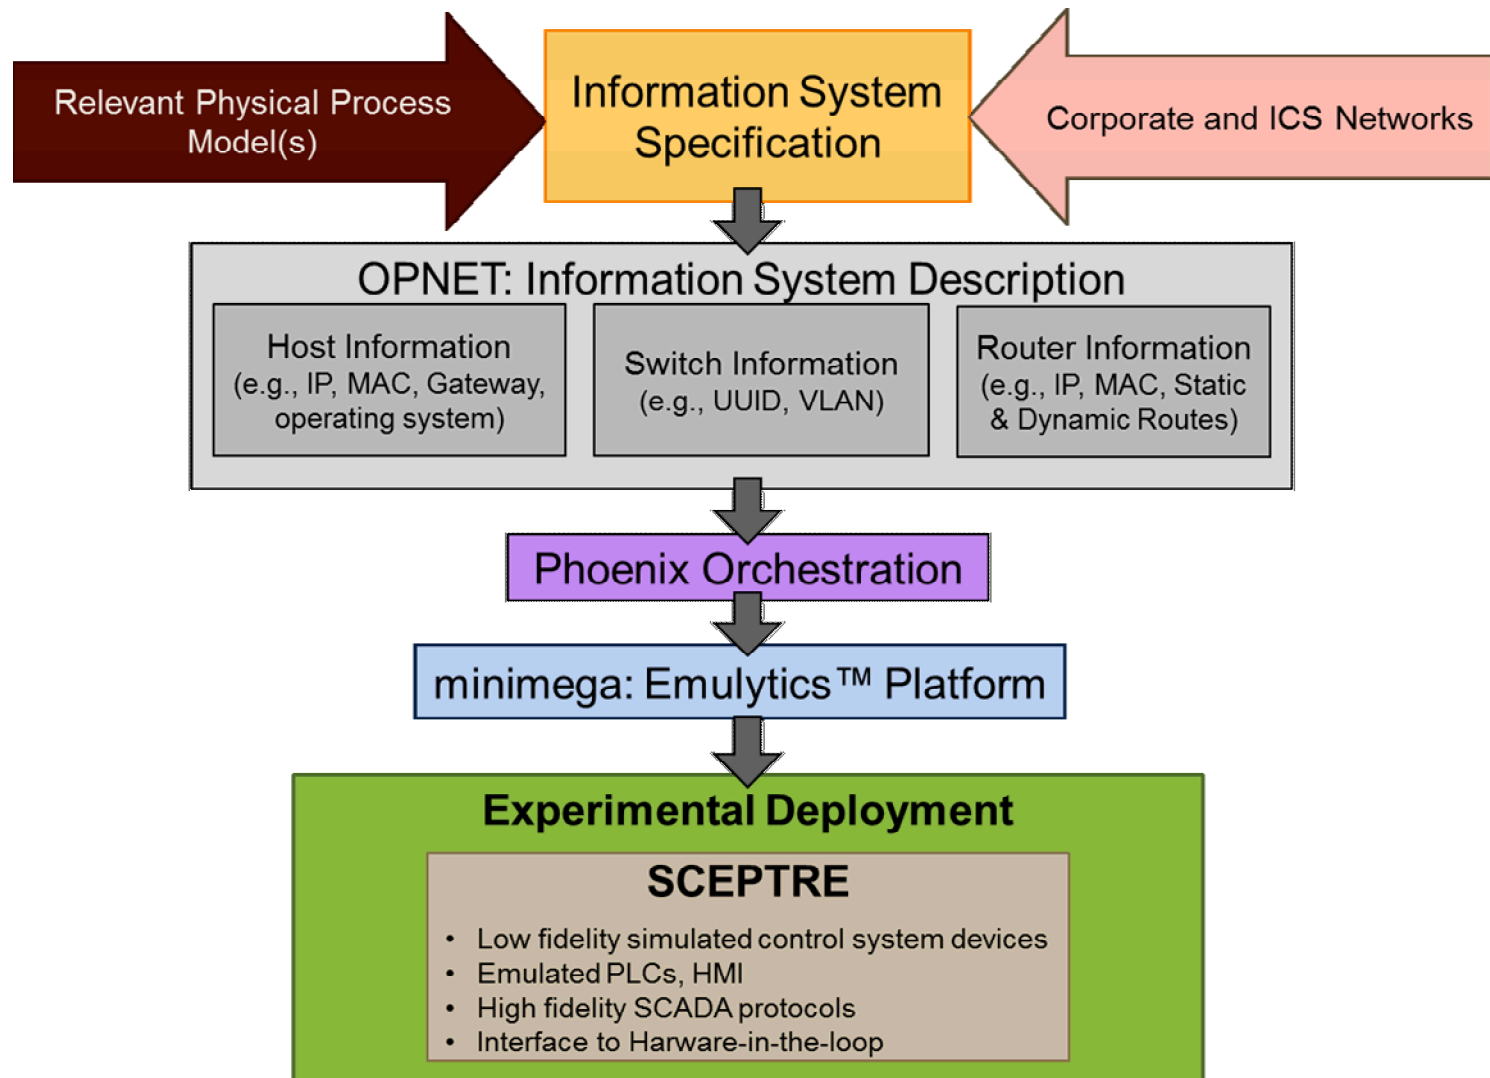 Relevant Physical Process
Model(s)
Information System
Specification
Corporate and ICS Networks
OPNET: Information System Description
Host Information
(e.g., IP, MAC, Gateway,
operating system)
Switch Information
(e.g., UUID, VLAN)
Router Information
(e.g., IP, MAC, Static
& Dynamic Routes)
Phoenix Orchestration
minimega: Emulytics™ Platform
Experimental Deployment
SCEPTRE
• Low fidelity simulated control system devices
• Emulated PLCs, HMI
• High fidelity SCADA protocols
• Interface to Harware-in-the-loop